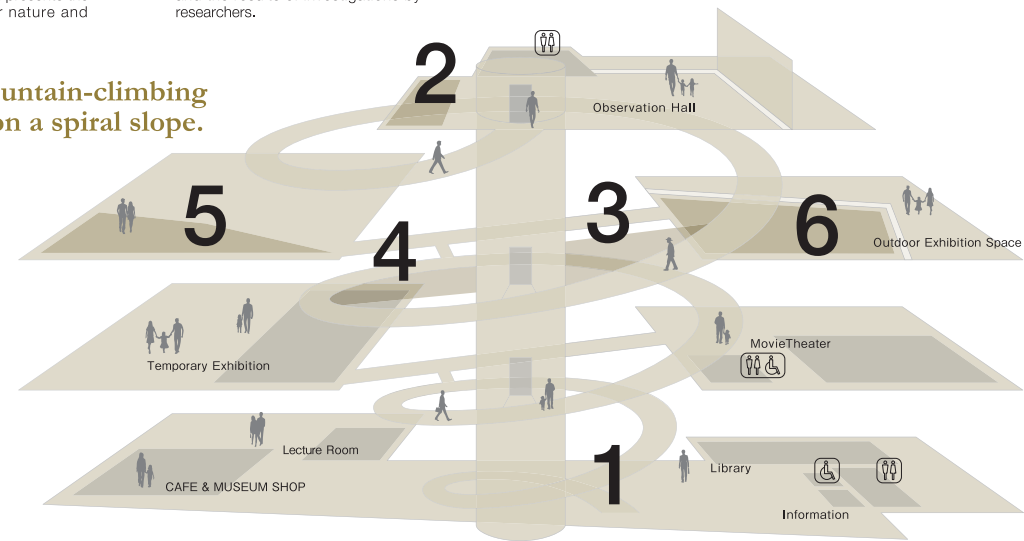 r nature and
researchers.
untain-climbing
on a spiral slope.
2
Observation Hall
5
3
6
4
Outdoor Exhibition Space
MovieTheater
Temporary Exhibition
Lecture Room
1
Library
CAFE & MUSEUM SHOP
Information